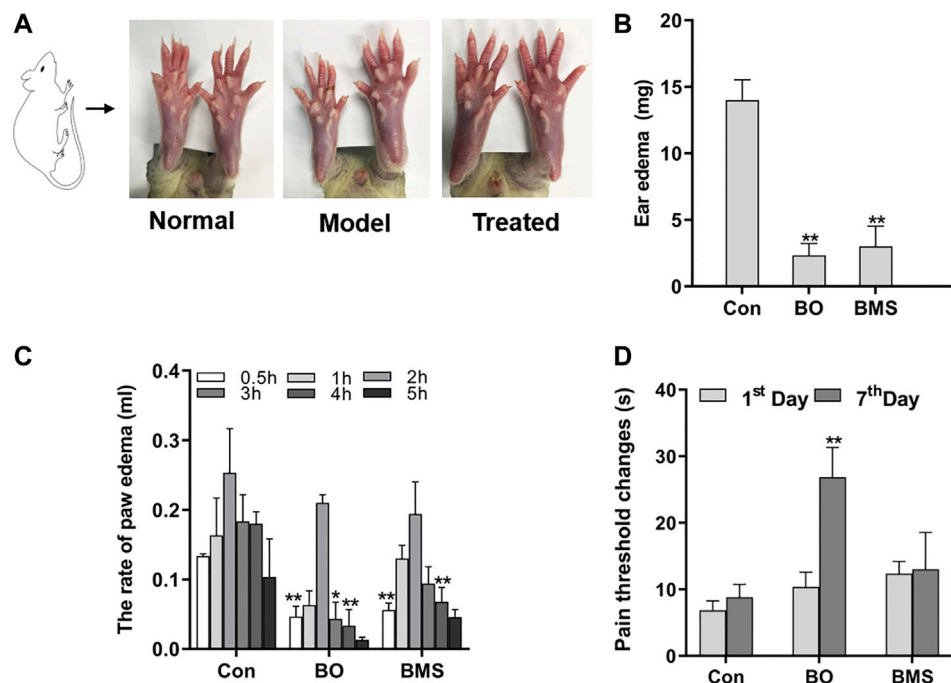 A
Normal Model Treated
B
Ear edema (mg)
20
15
10
5
0
** **
Con BO BMS
C
The rate of paw edema (ml)
0.5h 1h 2h
3h 4h 5h
0.4
0.3
0.2
0.1
0.0
** * ** ** **
Con BO BMS
D
Pain threshold changes (s)
1st Day 7thDay
40
30
20
10
0
**
Con BO BMS